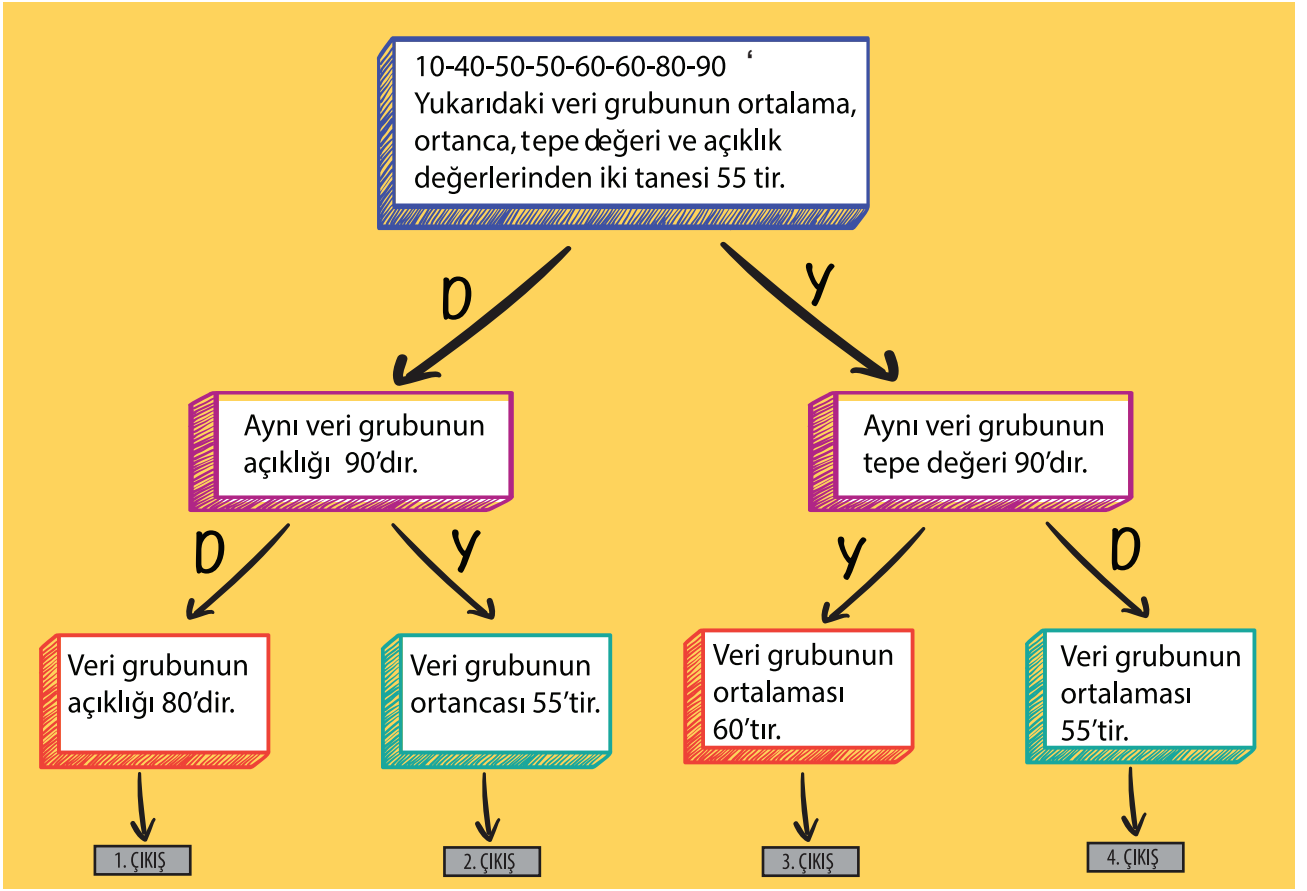 10-40-50-50-60-60-80-90 ‘
Yukarıdaki veri grubunun ortalama,
ortanca, tepe değeri ve açıklık
değerlerinden iki tanesi 55 tir.
D
Y
Aynı veri grubunun
açıklığı 90’dır.
Aynı veri grubunun
tepe değeri 90’dır.
D
Y
Y
D
Veri grubunun
açıklığı 80’dir.
Veri grubunun
ortancası 55’tir.
Veri grubunun
ortalaması
60’tır.
Veri grubunun
ortalaması
55’tir.
1. ÇIKIŞ
2. ÇIKIŞ
3. ÇIKIŞ
4. ÇIKIŞ